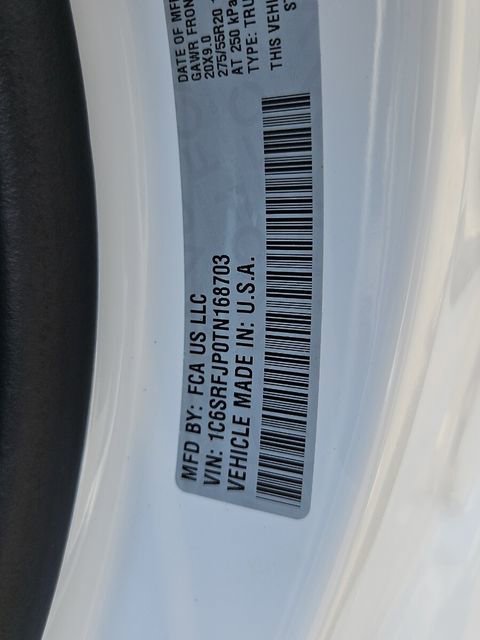 MFD BY: FCA US LLC
VIN: 1C6SRFJP0TN168703
VEHICLE MADE IN: U.S.A.
DATE OF MFR
GAWR FRON
20X9.0
275/55R20
AT 250 kPa
TYPE: TRU
THIS VEHI